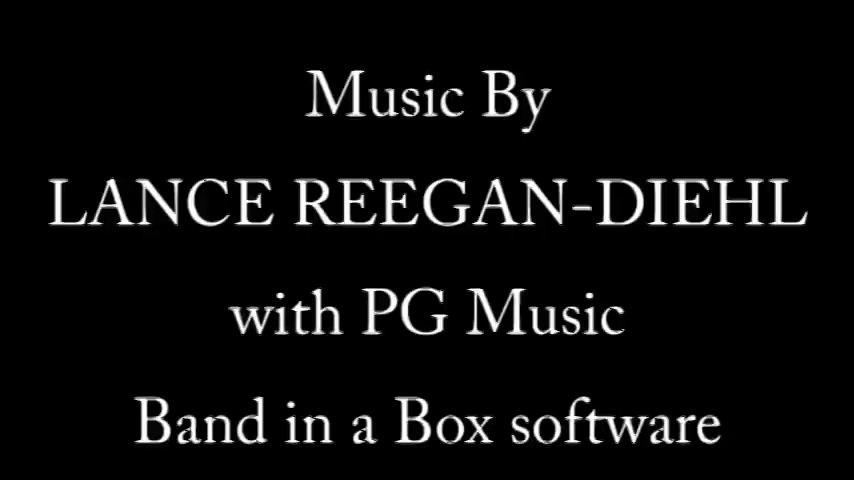 Music By
LANCE REEGAN-DIEHL
with PG Music
Band in a Box software